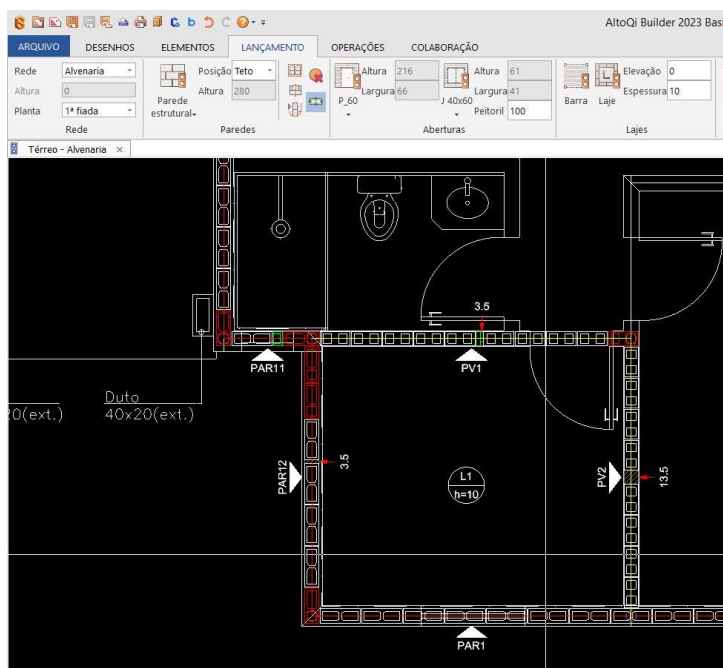 AltoQi Builder 2023 Basi
ARQUIVO DESENHOS ELEMENTOS LANÇAMENTO OPERAÇÕES COLABORAÇÃO
Rede Alvenaria
Altura 0
Planta 1ª fiada
Rede
Parede estrutural
Posição Teto
Altura 280
Paredes
P_60
Altura 216
Largura 66
J 40x60
Altura 61
Largura 41
Peitoril 100
Aberturas
Barra
Laje
Elevação 0
Espessura 10
Lajes
Térreo - Alvenaria ×
3.5
PAR11
PV1
Duto
20(ext.)
40x20(ext.)
PAR12
3.5
L1
h=10
PV2
13.5
PAR1